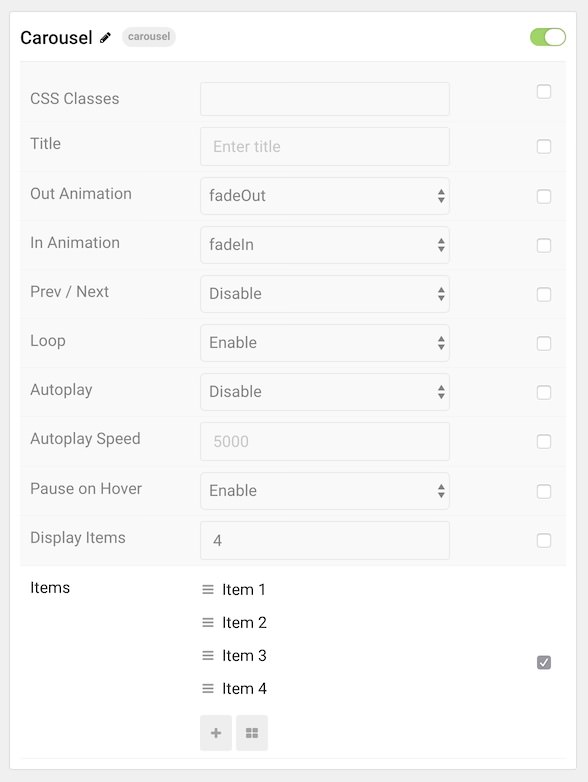 Carousel carousel
CSS Classes
Title Enter title
Out Animation fadeOut
In Animation fadeIn
Prev / Next Disable
Loop Enable
Autoplay Disable
Autoplay Speed 5000
Pause on Hover Enable
Display Items 4
Items Item 1
Item 2
Item 3
Item 4